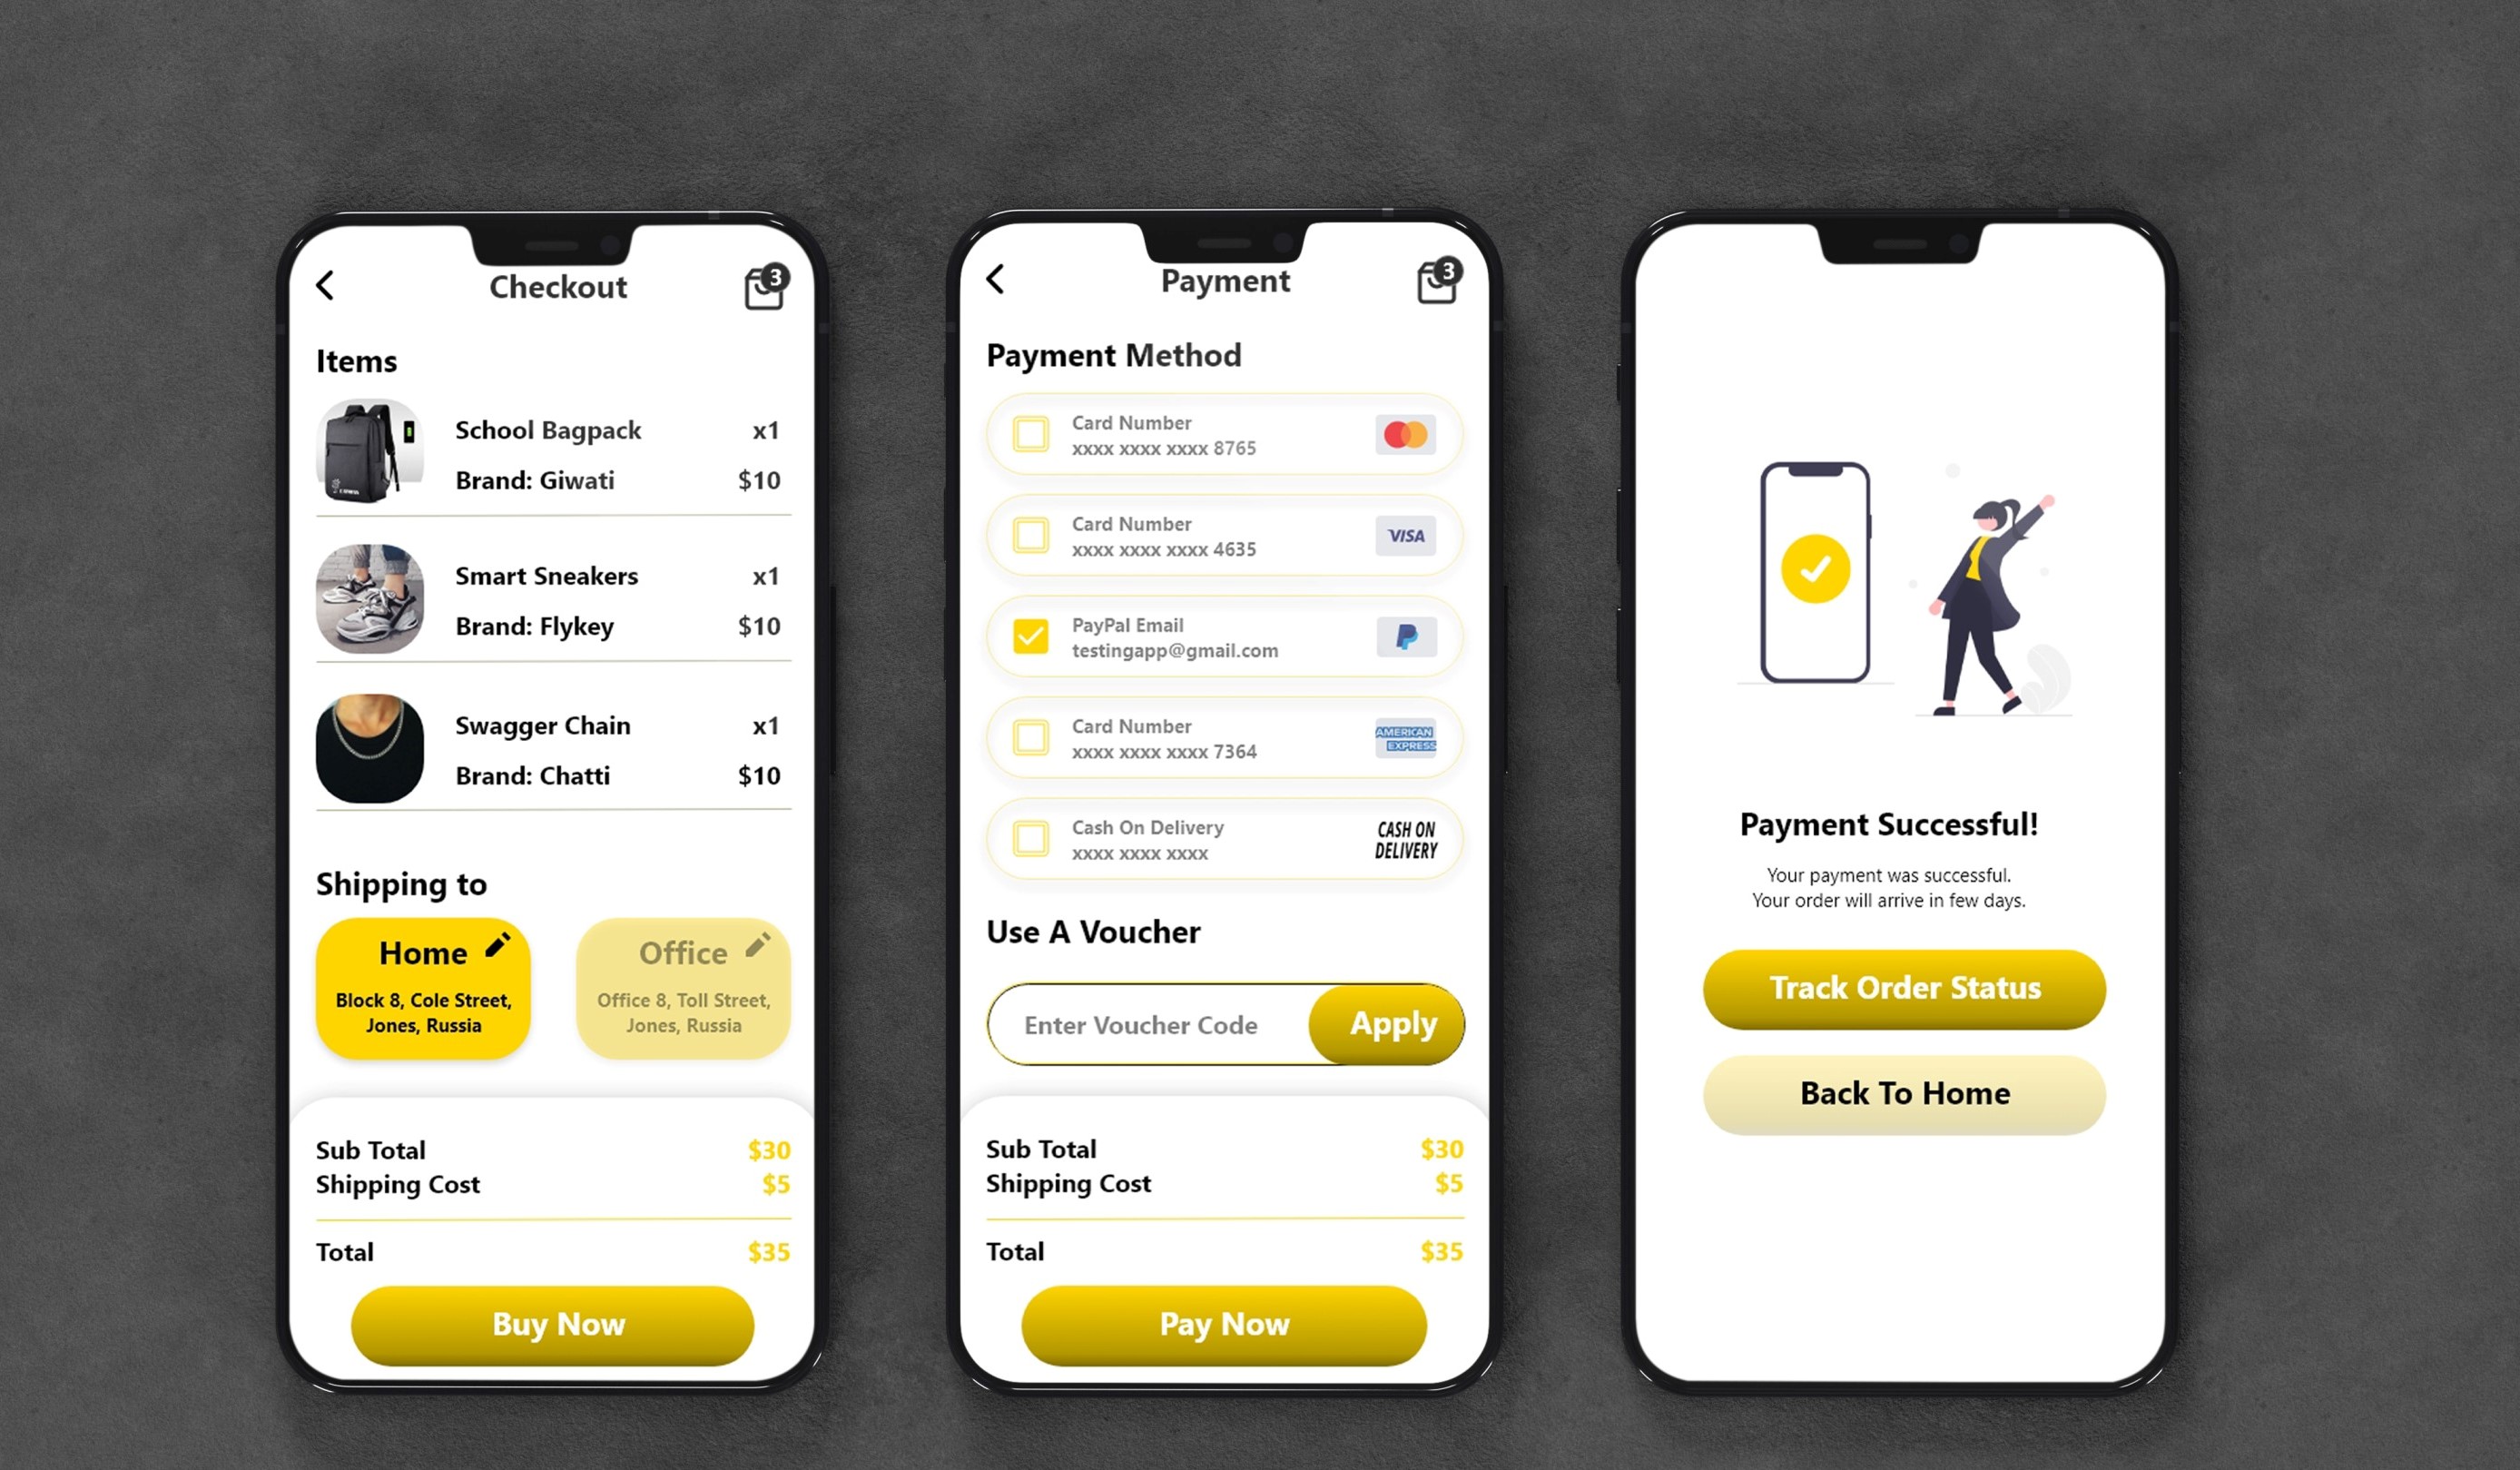 Checkout
3
Items
School Bagpack x1
Brand: Giwati $10
Smart Sneakers x1
Brand: Flykey $10
Swagger Chain x1
Brand: Chatti $10
Shipping to
Home
Block 8, Cole Street,
Jones, Russia
Office
Office 8, Toll Street,
Jones, Russia
Sub Total $30
Shipping Cost $5
Total $35
Buy Now
Payment
3
Payment Method
Card Number
xxxx xxxx xxxx 8765
Card Number
xxxx xxxx xxxx 4635
VISA
PayPal Email
testingapp@gmail.com
P
Card Number
xxxx xxxx xxxx 7364
AMERICAN
EXPRESS
Cash On Delivery
xxxx xxxx xxxx
CASH ON
DELIVERY
Use A Voucher
Enter Voucher Code
Apply
Sub Total $30
Shipping Cost $5
Total $35
Pay Now
Payment Successful!
Your payment was successful.
Your order will arrive in few days.
Track Order Status
Back To Home